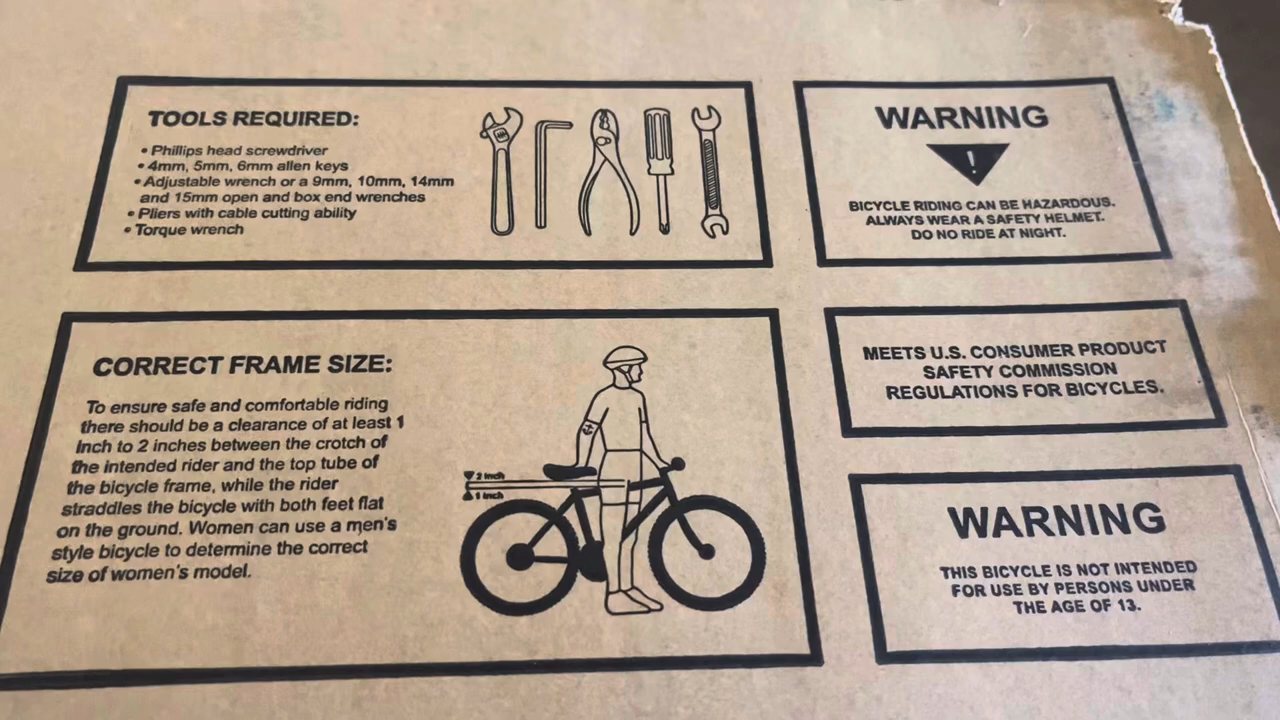 TOOLS REQUIRED:
• Phillips head screwdriver
• 4mm, 5mm, 6mm allen keys
• Adjustable wrench or a 9mm, 10mm, 14mm
and 15mm open and box end wrenches
• Pliers with cable cutting ability
• Torque wrench
WARNING
!
BICYCLE RIDING CAN BE HAZARDOUS.
ALWAYS WEAR A SAFETY HELMET.
DO NO RIDE AT NIGHT.
CORRECT FRAME SIZE:
To ensure safe and comfortable riding
there should be a clearance of at least 1
Inch to 2 inches between the crotch of
the intended rider and the top tube of
the bicycle frame, while the rider
straddles the bicycle with both feet flat
on the ground. Women can use a men's
style bicycle to determine the correct
size of women's model.
2 Inch
1 Inch
MEETS U.S. CONSUMER PRODUCT
SAFETY COMMISSION
REGULATIONS FOR BICYCLES.
WARNING
THIS BICYCLE IS NOT INTENDED
FOR USE BY PERSONS UNDER
THE AGE OF 13.